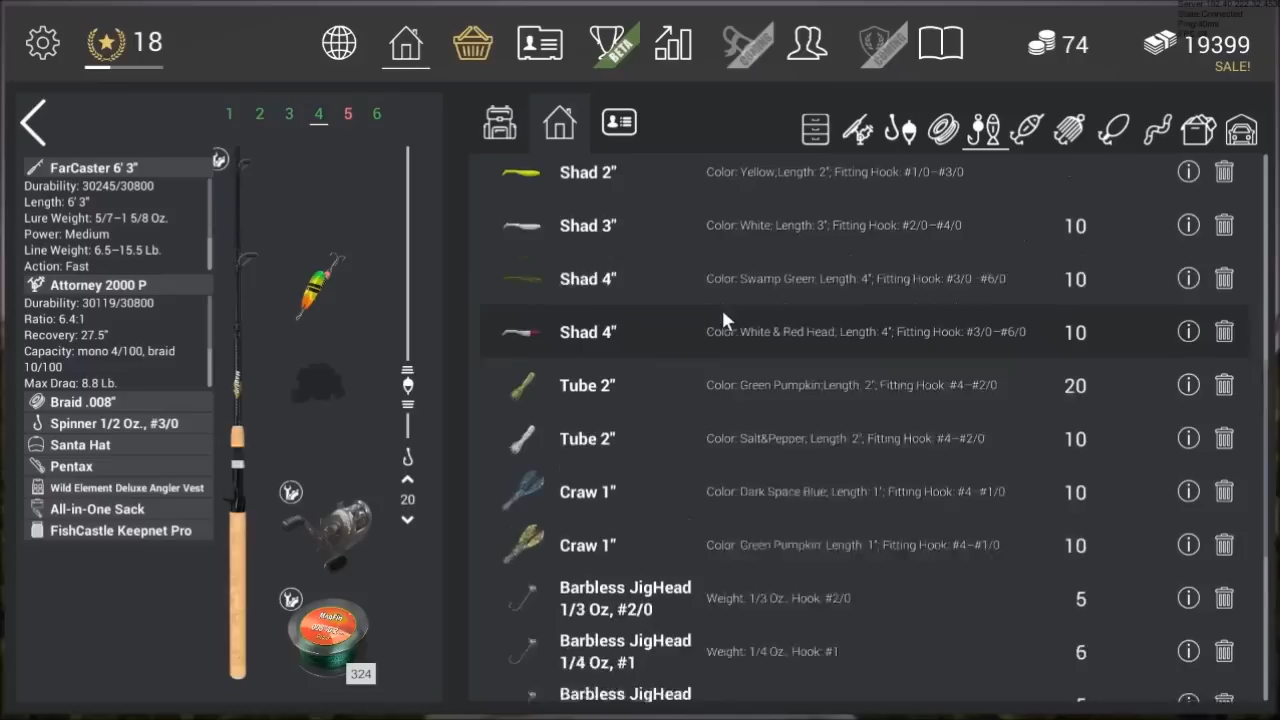 State:Connected
18
BETA
COMING
COMING
74
19399
SALE!
1 2 3 4 5 6
FarCaster 6' 3"
Durability: 30245/30800
Length: 6' 3"
Lure Weight: 5/7–1 5/8 Oz.
Power: Medium
Line Weight: 6.5–15.5 Lb.
Action: Fast
Attorney 2000 P
Durability: 30119/30800
Ratio: 6.4:1
Recovery: 27.5"
Capacity: mono 4/100, braid
10/100
Max Drag: 8.8 Lb.
Braid .008"
Spinner 1/2 Oz., #3/0
Santa Hat
Pentax
Wild Element Deluxe Angler Vest
All-in-One Sack
FishCastle Keepnet Pro
20
324
Shad 2" Color: Yellow,Length: 2"; Fitting Hook: #1/0–#3/0
Shad 3" Color: White; Length: 3"; Fitting Hook: #2/0–#4/0 10
Shad 4" Color: Swamp Green: Length: 4"; Fitting Hook: #3/0–#6/0 10
Shad 4" Color: White & Red Head; Length: 4"; Fitting Hook: #3/0–#6/0 10
Tube 2" Color: Green Pumpkin;Length: 2"; Fitting Hook: #4–#2/0 20
Tube 2" Color: Salt&Pepper, Length: 2"; Fitting Hook: #4–#2/0 10
Craw 1" Color: Dark Space Blue; Length: 1"; Fitting Hook: #4–#1/0 10
Craw 1" Color: Green Pumpkin: Length: 1"; Fitting Hook: #4–#1/0 10
Barbless JigHead
1/3 Oz, #2/0 Weight: 1/3 Oz., Hook: #2/0 5
Barbless JigHead
1/4 Oz, #1 Weight: 1/4 Oz., Hook: #1 6
Barbless JigHead